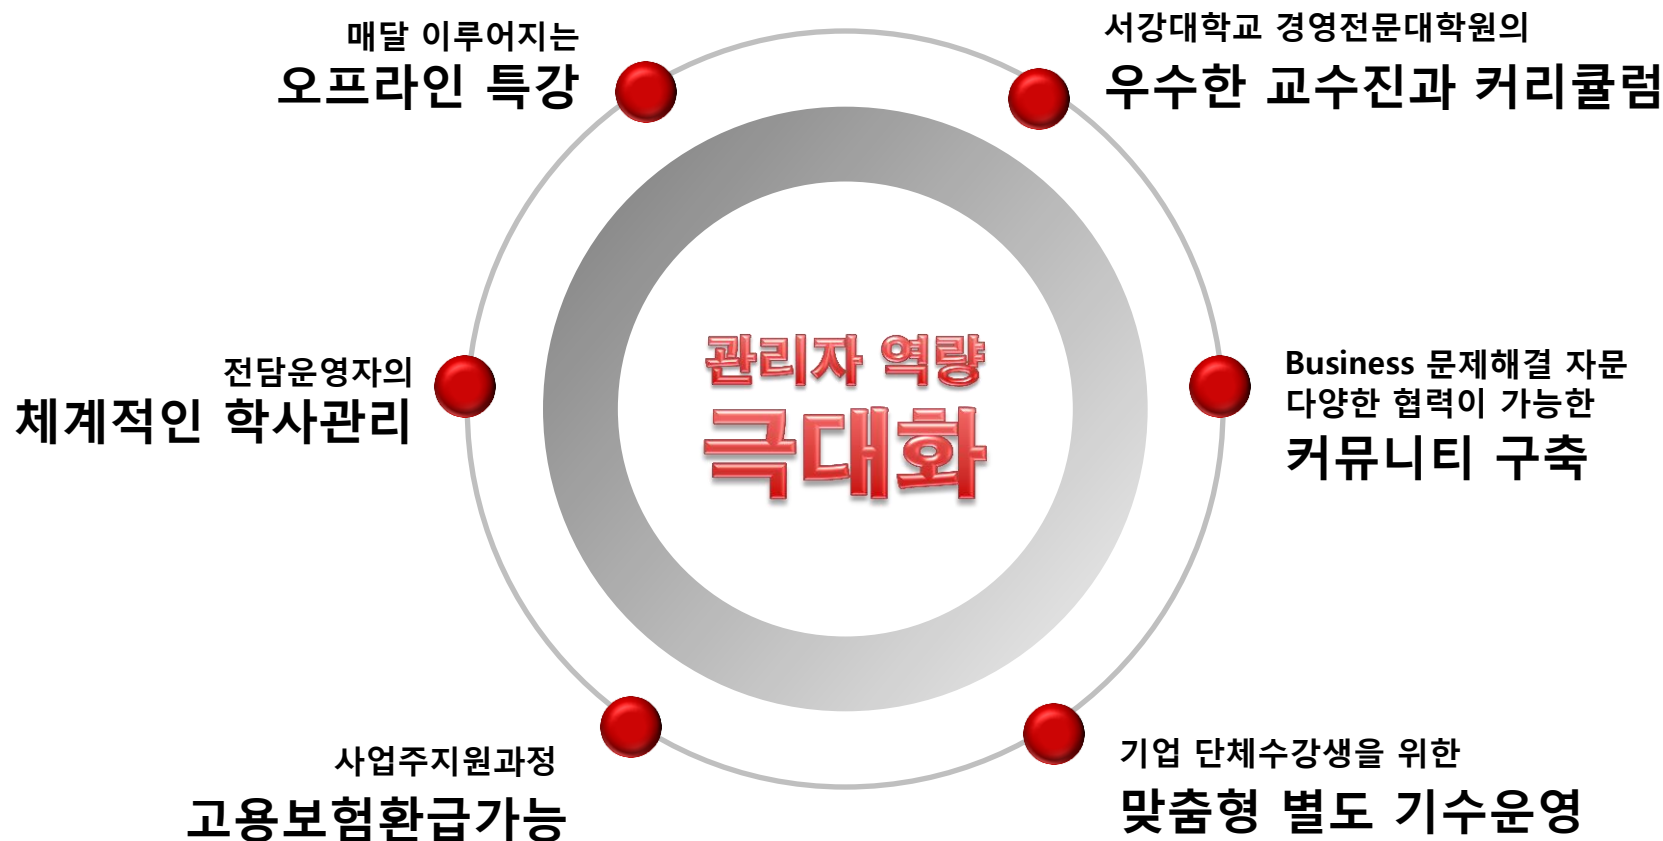 매달 이루어지는
오프라인 특강
서강대학교 경영전문대학원의
우수한 교수진과 커리큘럼
전담운영자의
체계적인 학사관리
관리자 역량
극대화
Business 문제해결 자문
다양한 협력이 가능한
커뮤니티 구축
사업주지원과정
고용보험환급가능
기업 단체수강생을 위한
맞춤형 별도 기수운영